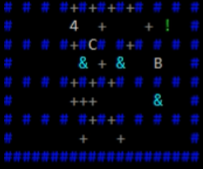 # # # #+#+#+#+ # # #
#      4  +    + !  #
# # # #+ C   + # # #
#       & + &   B   #
# # # #+#+#+# # # #
#      +++      &   #
# # # # #+#+# # # #
#       +   +       #
#####################